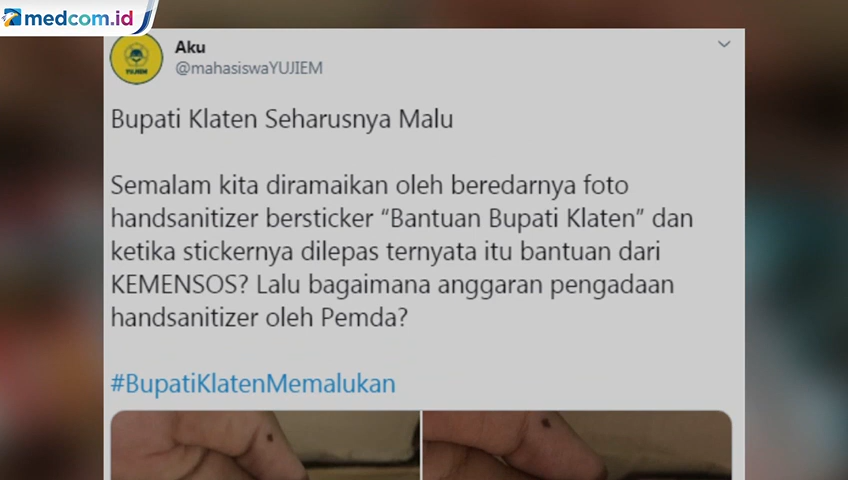 medcom.id
Aku
@mahasiswaYUJIEM
YUJIEM
Bupati Klaten Seharusnya Malu
Semalam kita diramaikan oleh beredarnya foto
handsanitizer bersticker “Bantuan Bupati Klaten” dan
ketika stickernya dilepas ternyata itu bantuan dari
KEMENSOS? Lalu bagaimana anggaran pengadaan
handsanitizer oleh Pemda?
#BupatiKlatenMemalukan